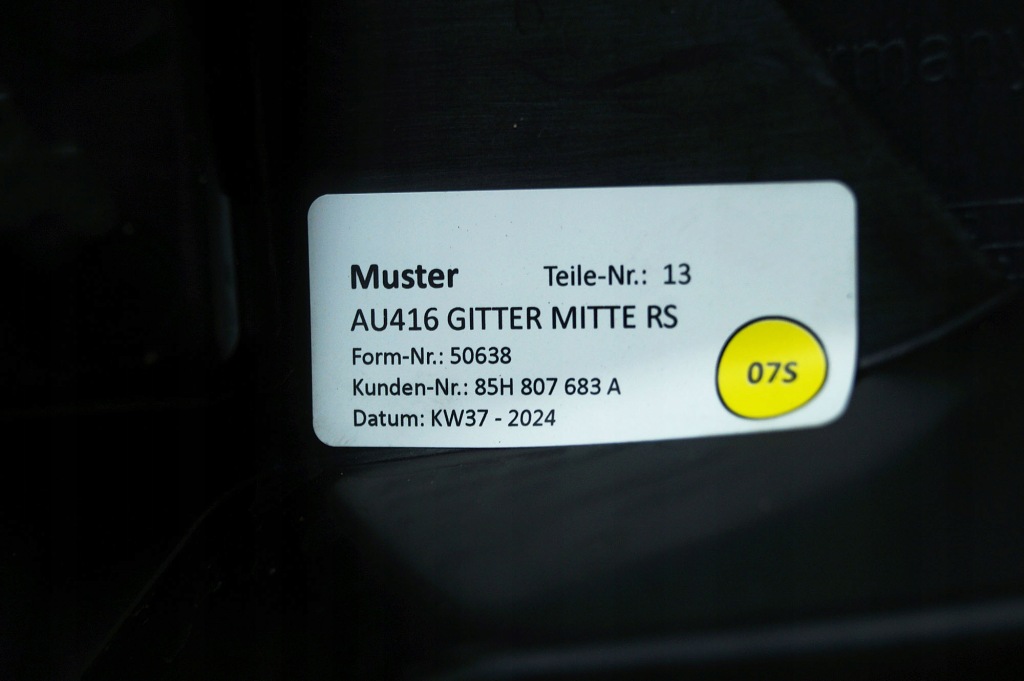 Muster Teile-Nr.: 13
AU416 GITTER MITTE RS
Form-Nr.: 50638
Kunden-Nr.: 85H 807 683 A
Datum: KW37 - 2024
07S